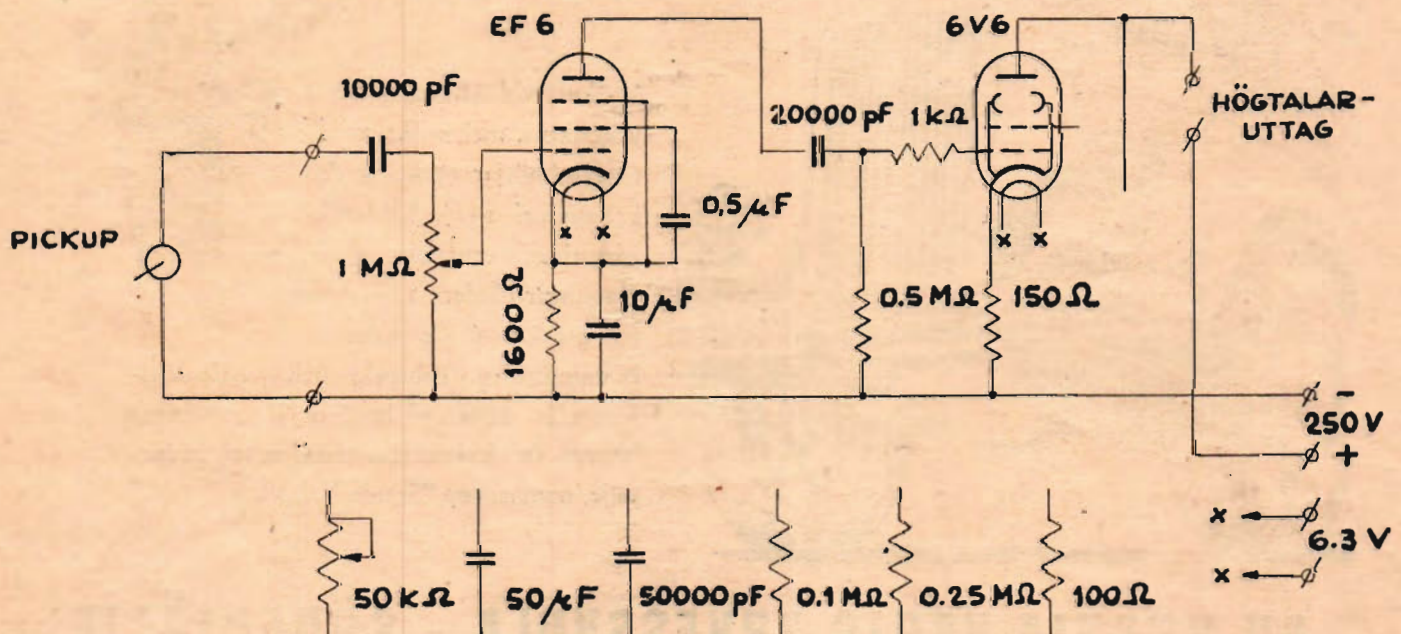 EF 6
6V6
10000 pF
20000 pF
1 kΩ
HÖGTALAR-
UTTAG
0,5 μF
x x
x x
PICKUP
1 MΩ
1600 Ω
10 μF
0.5 MΩ
150 Ω
-
250 V
+
x
6.3 V
x
50 kΩ
50 μF
50000 pF
0.1 MΩ
0.25 MΩ
100 Ω